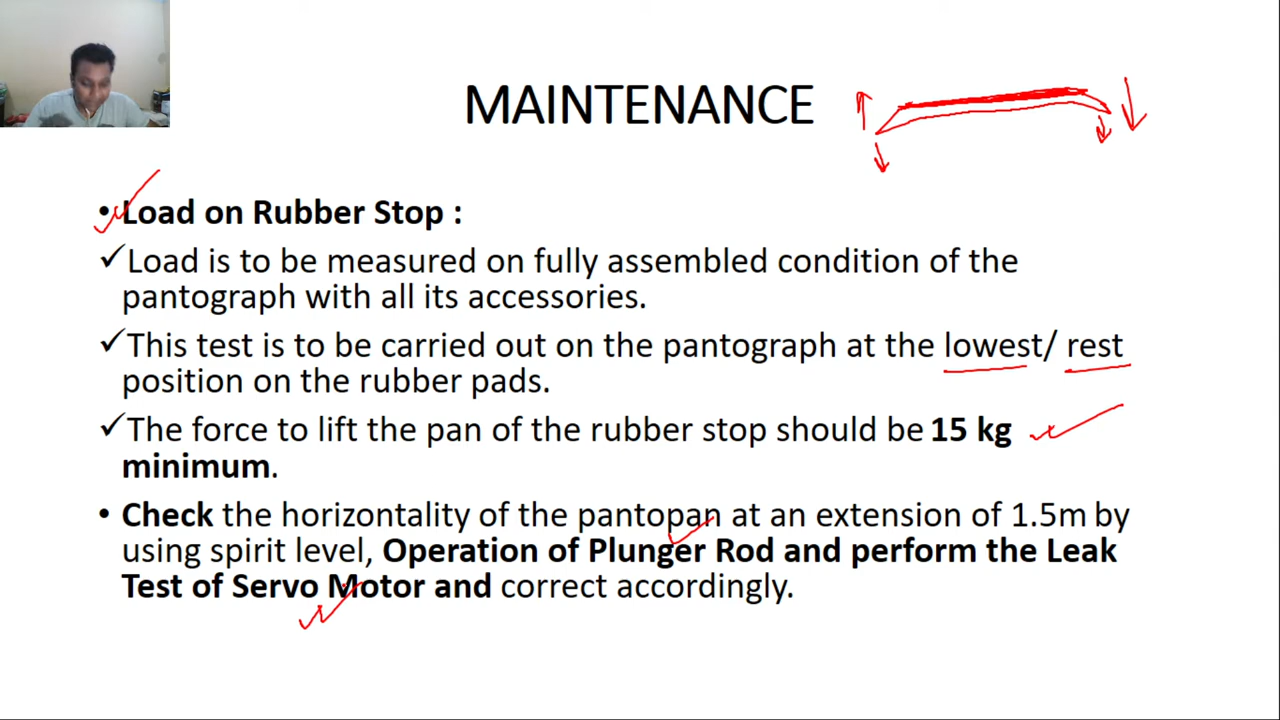 MAINTENANCE
• Load on Rubber Stop :
✓Load is to be measured on fully assembled condition of the
pantograph with all its accessories.
✓This test is to be carried out on the pantograph at the lowest/ rest
position on the rubber pads.
✓The force to lift the pan of the rubber stop should be 15 kg
minimum.
• Check the horizontality of the pantopan at an extension of 1.5m by
using spirit level, Operation of Plunger Rod and perform the Leak
Test of Servo Motor and correct accordingly.